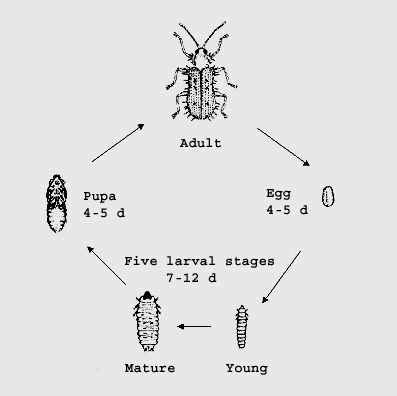 Adult
Egg
4-5 d
Pupa
4-5 d
Five larval stages
7-12 d
Mature
Young